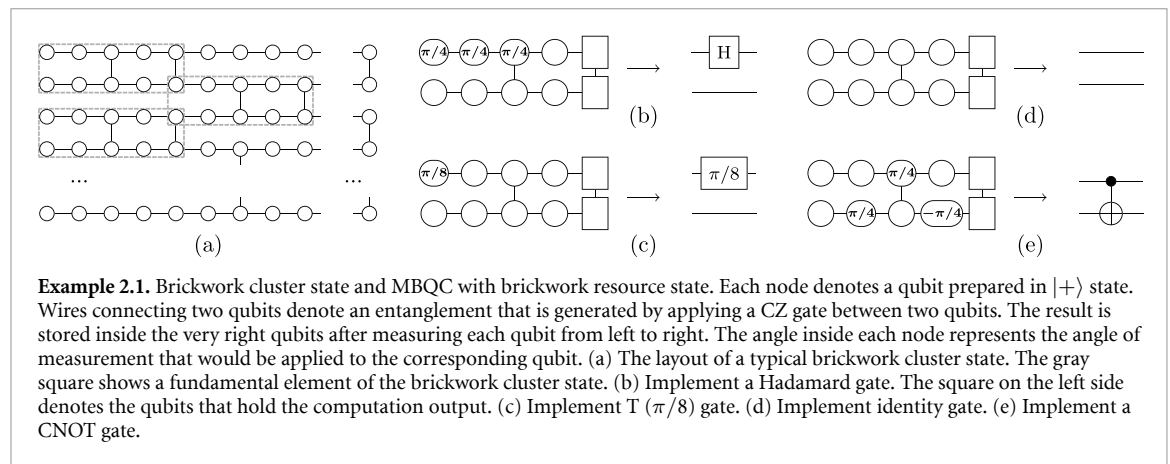 π/4 π/4 π/4 H
(b) (d)
π/8 π/8 π/4
... ...
π/4 −π/4
(a) (c) (e)
Example 2.1. Brickwork cluster state and MBQC with brickwork resource state. Each node denotes a qubit prepared in |+⟩ state.
Wires connecting two qubits denote an entanglement that is generated by applying a CZ gate between two qubits. The result is
stored inside the very right qubits after measuring each qubit from left to right. The angle inside each node represents the angle of
measurement that would be applied to the corresponding qubit. (a) The layout of a typical brickwork cluster state. The gray
square shows a fundamental element of the brickwork cluster state. (b) Implement a Hadamard gate. The square on the left side
denotes the qubits that hold the computation output. (c) Implement T (π/8) gate. (d) Implement identity gate. (e) Implement a
CNOT gate.